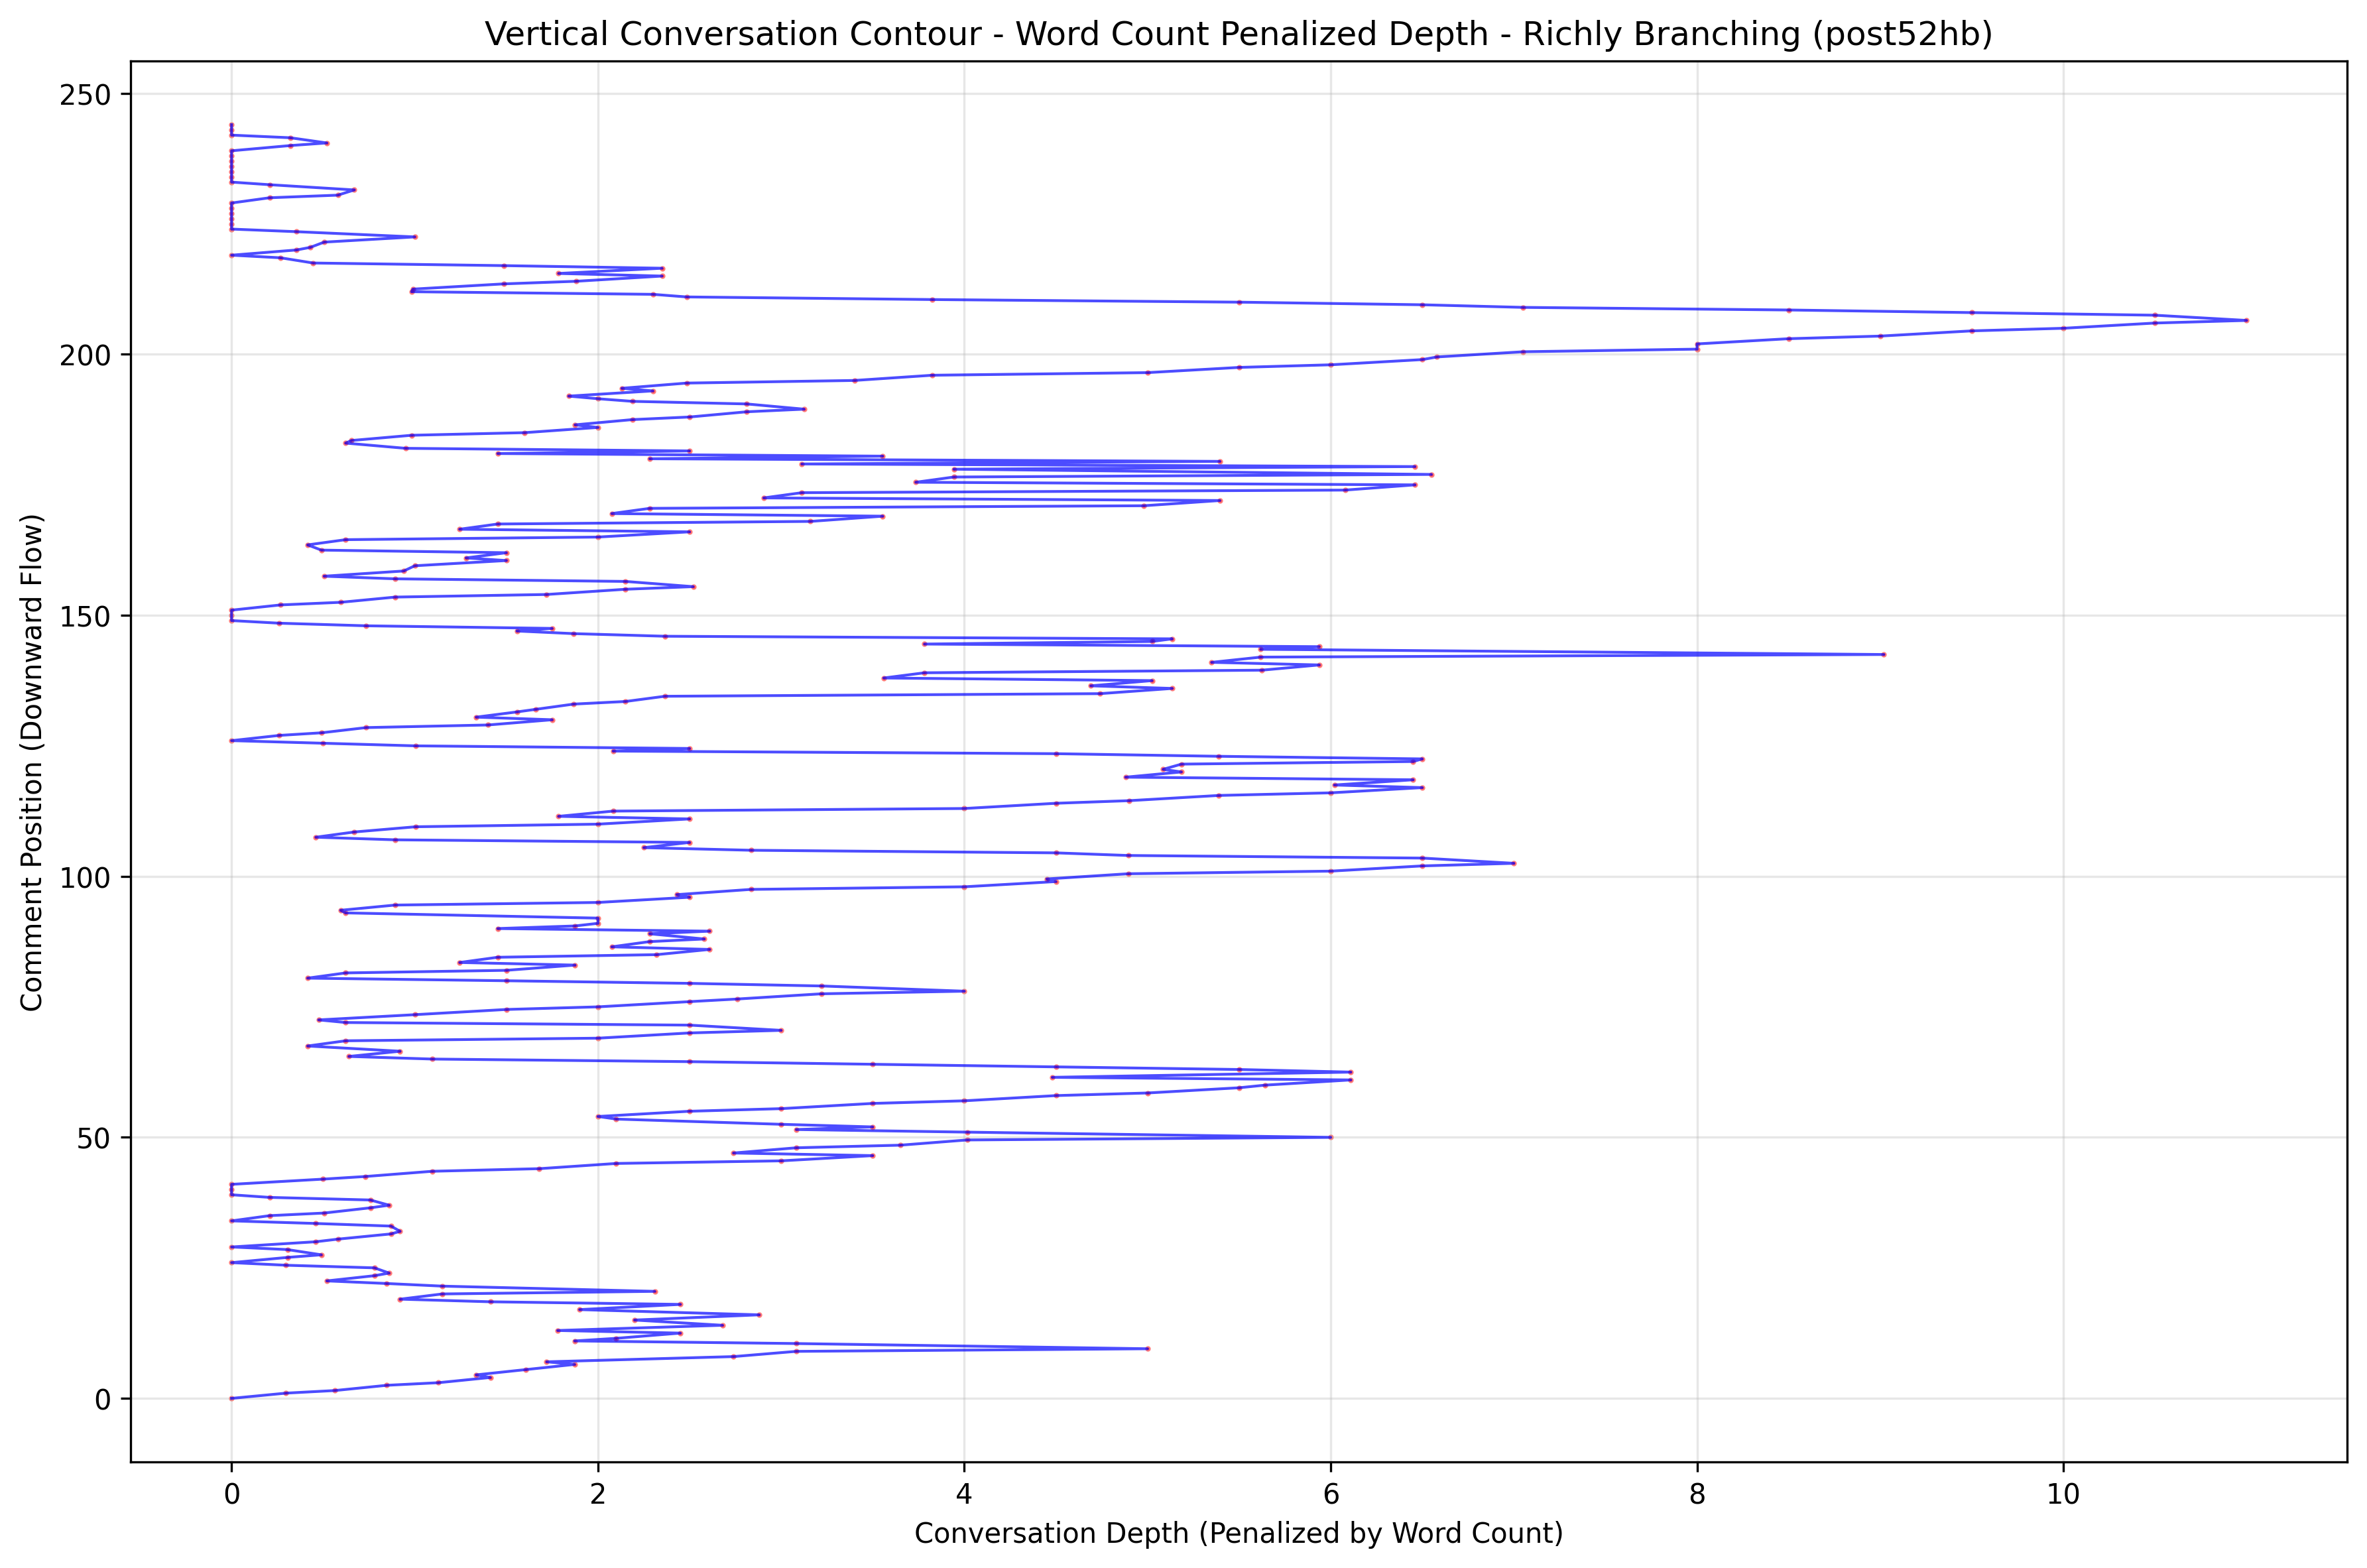 Vertical Conversation Contour - Word Count Penalized Depth - Richly Branching (post52hb)
Comment Position (Downward Flow)
250
200
150
100
50
0
0 2 4 6 8 10
Conversation Depth (Penalized by Word Count)